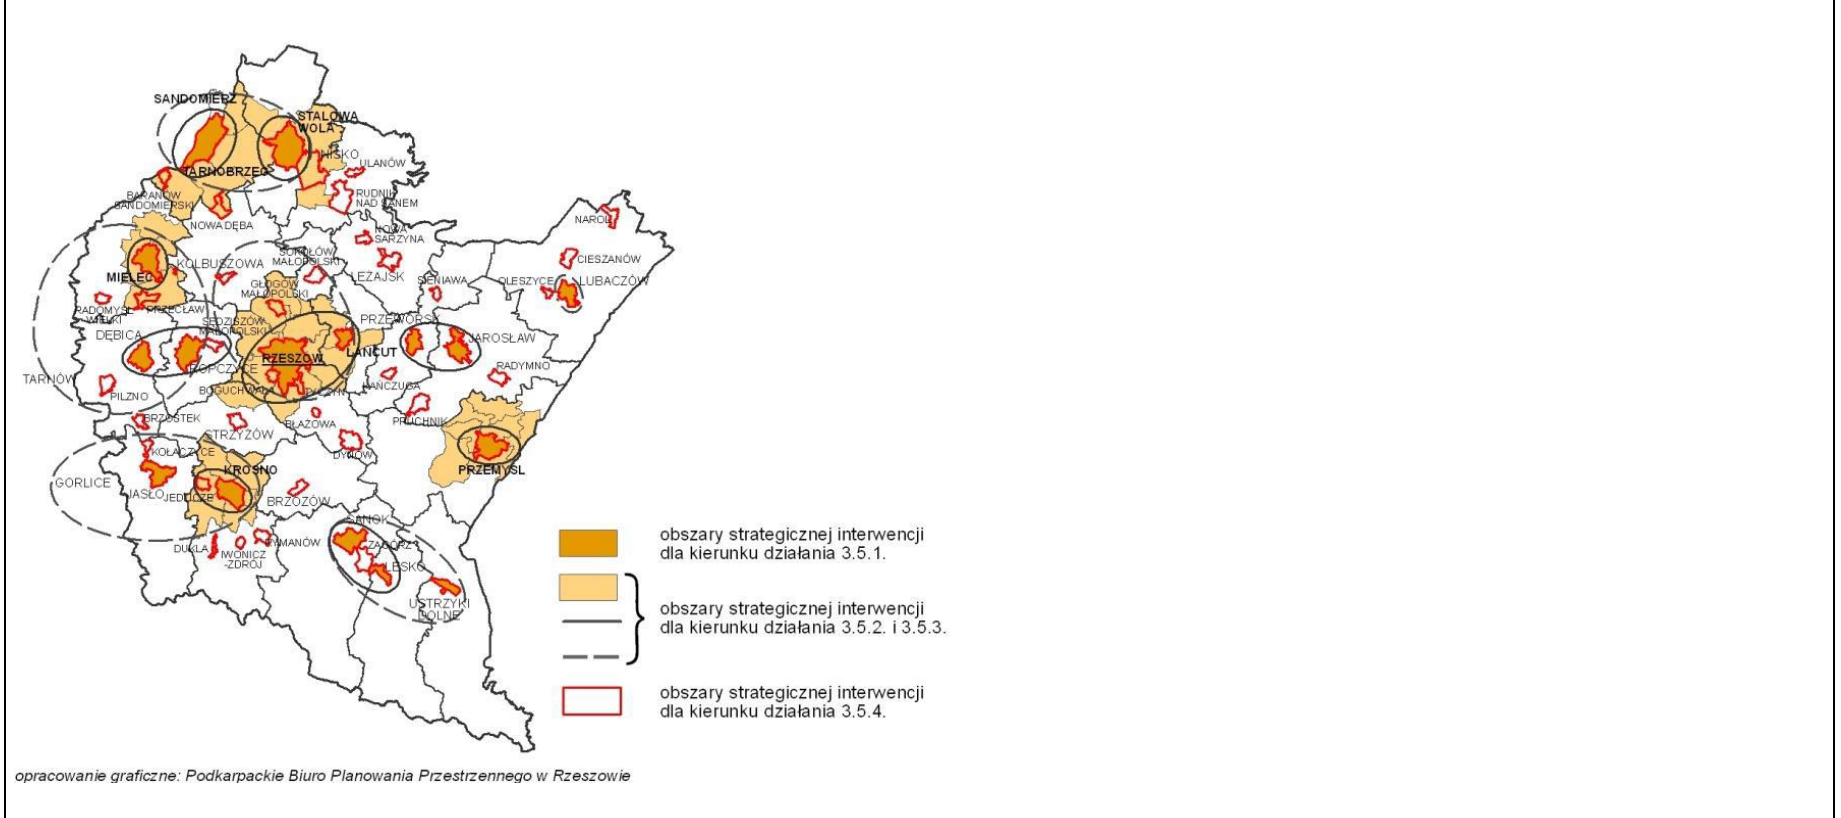 SANDOMIERZ
STALOWA
WOLA
NISKO
ULANÓW
TARNOBRZEG
BARANÓW
SANDOMIERSKI
RUDNIK
NAD SANEM
NOWA DĘBA
NAROL
NOWA
SARZYNA
SOKOŁÓW
MAŁOPOLSKI
KOLBUSZOWA
CIESZANÓW
MIELEC
LEŻAJSK
SIENIAWA
OLESZYCE
LUBACZÓW
GŁOGÓW
MAŁOPOLSKI
RADOMYŚL
WIELKI
PRZECŁAW
SĘDZISZÓW
MAŁOPOLSKI
PRZEWORSK
DĘBICA
JAROSŁAW
RZESZÓW
ŁAŃCUT
ROPCZYCE
RADYMNO
TARNÓW
PILZNO
BOGUCHWAŁA
TYCZYN
KAŃCZUGA
BRZOSTEK
BŁAŻOWA
PRUCHNIK
STRZYŻÓW
DYNÓW
KOŁACZYCE
KROSNO
PRZEMYŚL
GORLICE
JASŁO
JEDLICZE
BRZOZÓW
SANOK
DUKLA
IWONICZ
-ZDRÓJ
RYMANÓW
ZAGÓRZ
LESKO
USTRZYKI
DOLNE
obszary strategicznej interwencji
dla kierunku działania 3.5.1.
obszary strategicznej interwencji
dla kierunku działania 3.5.2. i 3.5.3.
obszary strategicznej interwencji
dla kierunku działania 3.5.4.
opracowanie graficzne: Podkarpackie Biuro Planowania Przestrzennego w Rzeszowie